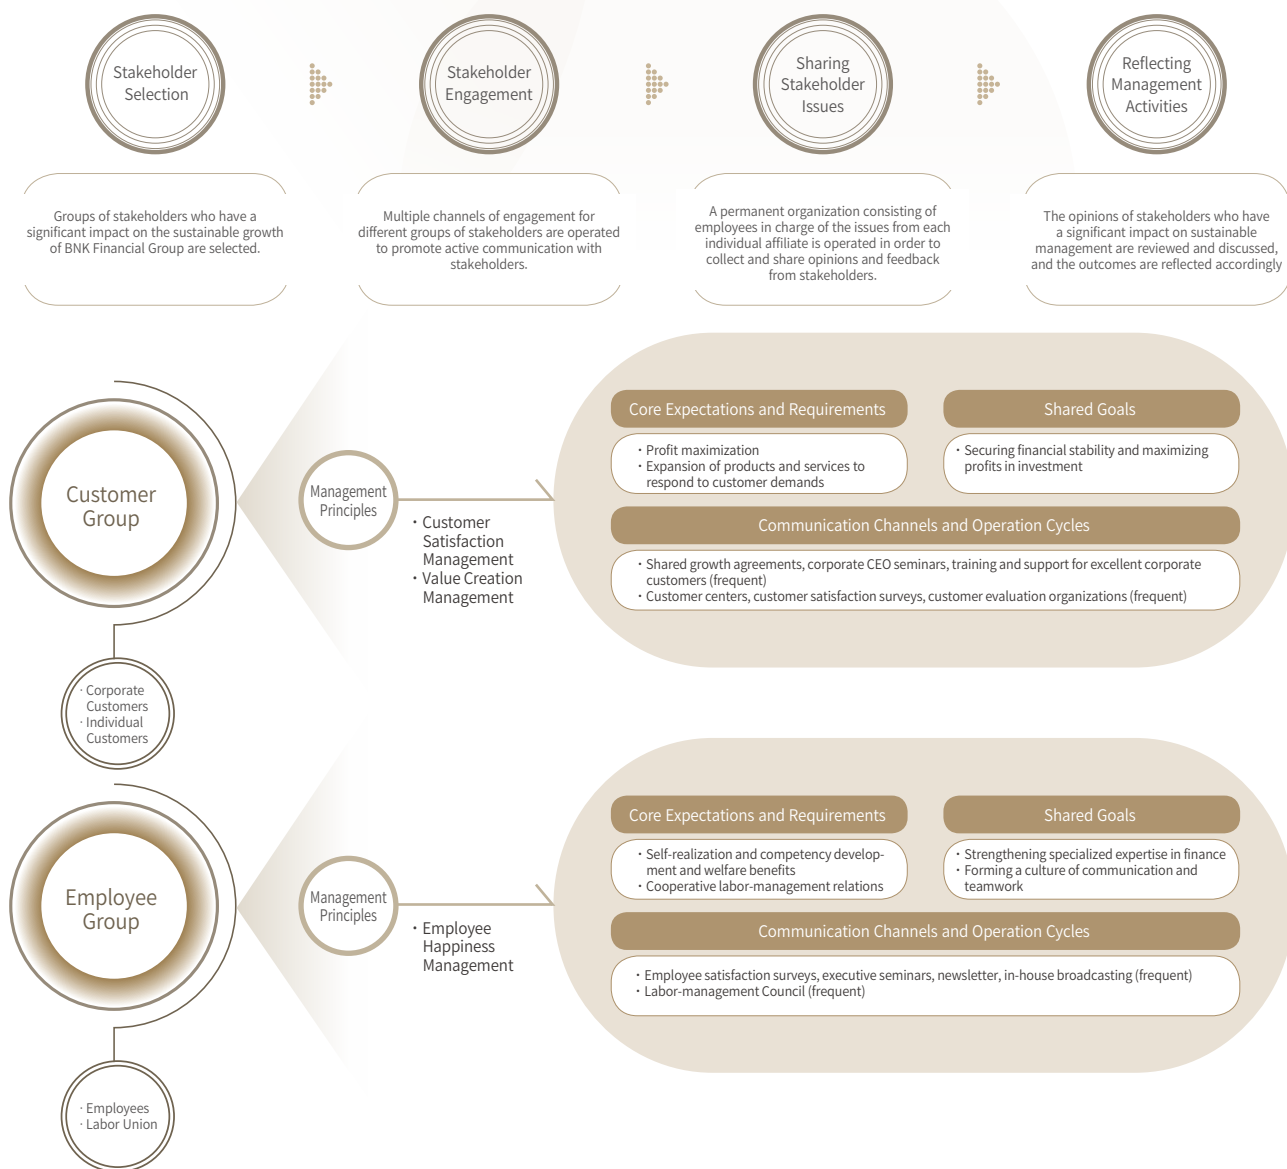 Stakeholder
Selection
Stakeholder
Engagement
Sharing
Stakeholder
Issues
Reflecting
Management
Activities
Groups of stakeholders who have a
significant impact on the sustainable growth
of BNK Financial Group are selected.
Multiple channels of engagement for
different groups of stakeholders are operated
to promote active communication with
stakeholders.
A permanent organization consisting of
employees in charge of the issues from each
individual affiliate is operated in order to
collect and share opinions and feedback
from stakeholders.
The opinions of stakeholders who have
a significant impact on sustainable
management are reviewed and discussed,
and the outcomes are reflected accordingly
Customer
Group
· Corporate
Customers
· Individual
Customers
Management
Principles
· Customer
Satisfaction
Management
· Value Creation
Management
Core Expectations and Requirements
· Profit maximization
· Expansion of products and services to
respond to customer demands
Shared Goals
· Securing financial stability and maximizing
profits in investment
Communication Channels and Operation Cycles
· Shared growth agreements, corporate CEO seminars, training and support for excellent corporate
customers (frequent)
· Customer centers, customer satisfaction surveys, customer evaluation organizations (frequent)
Employee
Group
· Employees
· Labor Union
Management
Principles
· Employee
Happiness
Management
Core Expectations and Requirements
· Self-realization and competency develop-
ment and welfare benefits
· Cooperative labor-management relations
Shared Goals
· Strengthening specialized expertise in finance
· Forming a culture of communication and
teamwork
Communication Channels and Operation Cycles
· Employee satisfaction surveys, executive seminars, newsletter, in-house broadcasting (frequent)
· Labor-management Council (frequent)